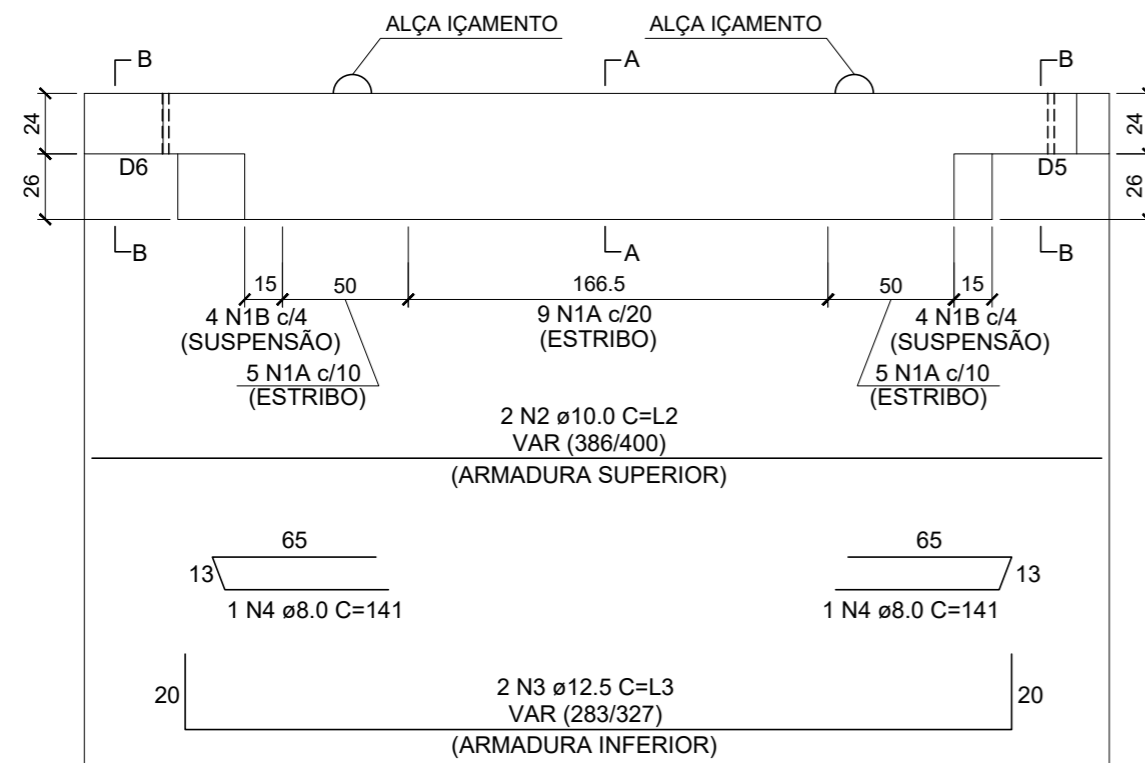 ALÇA IÇAMENTO
ALÇA IÇAMENTO
B
A
B
24
24
D6
D5
26
26
B
A
B
15
50
166.5
50
15
4 N1B c/4
(SUSPENSÃO)
9 N1A c/20
(ESTRIBO)
4 N1B c/4
(SUSPENSÃO)
5 N1A c/10
(ESTRIBO)
5 N1A c/10
(ESTRIBO)
2 N2 ø10.0 C=L2
VAR (386/400)
(ARMADURA SUPERIOR)
65
65
13
13
1 N4 ø8.0 C=141
1 N4 ø8.0 C=141
20
2 N3 ø12.5 C=L3
20
VAR (283/327)
(ARMADURA INFERIOR)